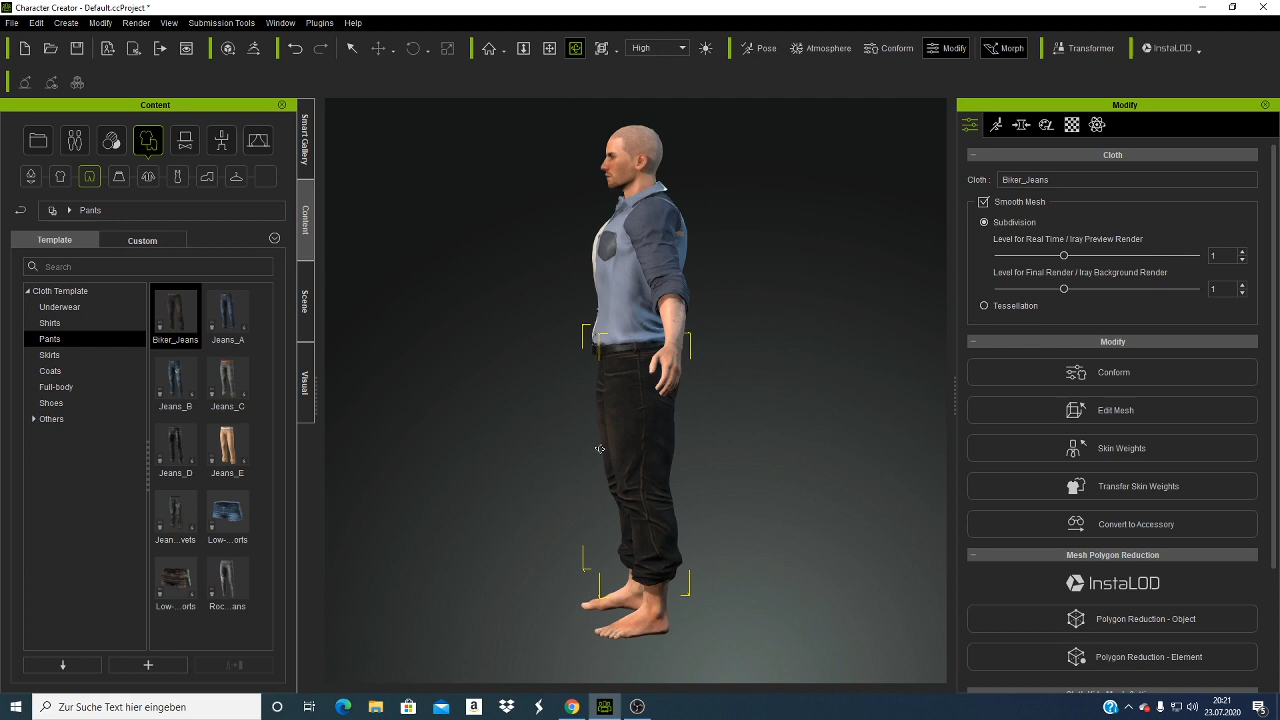 Character Creator - Default.ccProject *
File Edit Create Modify Render View Submission Tools Window Plugins Help
High Pose Atmosphere Conform Modify Morph Transformer InstaLOD
Content
Modify
Smart Gallery
Content
Scene
Visual
Pants
Template Custom
Search
Cloth Template
Underwear
Shirts
Pants
Skirts
Coats
Full-body
Shoes
Others
Biker_Jeans Jeans_A
Jeans_B Jeans_C
Jeans_D Jeans_E
Jean...vets Low-...orts
Low-...orts Roc...ans
Cloth
Cloth : Biker_Jeans
Smooth Mesh
Subdivision
Level for Real Time / Iray Preview Render
1
Level for Final Render / Iray Background Render
1
Tessellation
Modify
Conform
Edit Mesh
Skin Weights
Transfer Skin Weights
Convert to Accessory
Mesh Polygon Reduction
InstaLOD
Polygon Reduction - Object
Polygon Reduction - Element
Zur Suche Text hier eingeben
20:21
23.07.2020